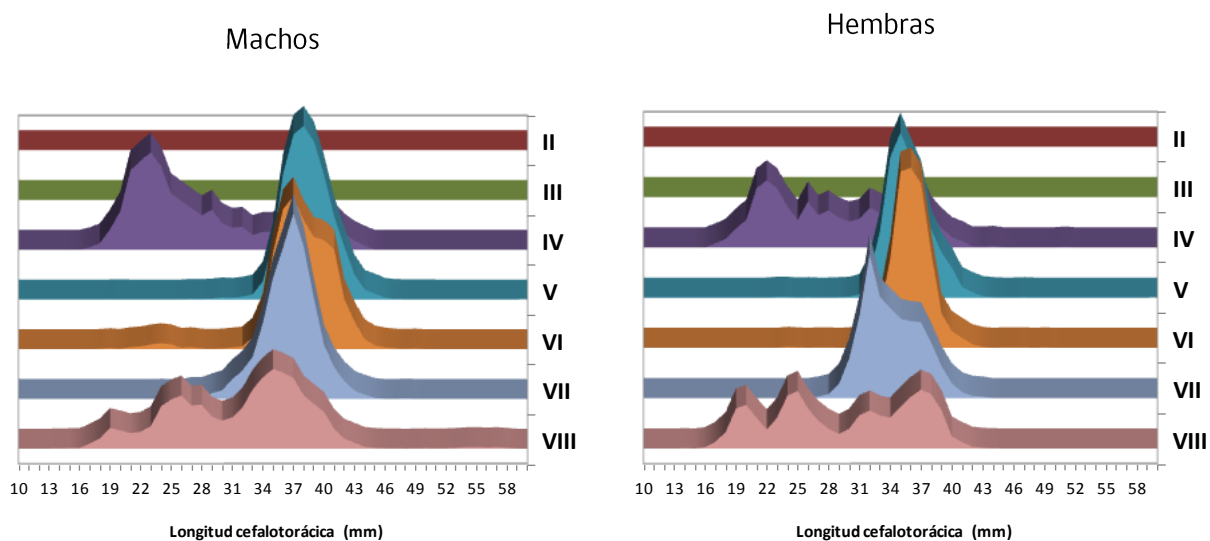 Machos
II
III
IV
V
VI
VII
VIII
10 13 16 19 22 25 28 31 34 37 40 43 46 49 52 55 58
Longitud cefalotorácica (mm)
Hembras
II
III
IV
V
VI
VII
VIII
10 13 16 19 22 25 28 31 34 37 40 43 46 49 52 55 58
Longitud cefalotorácica (mm)